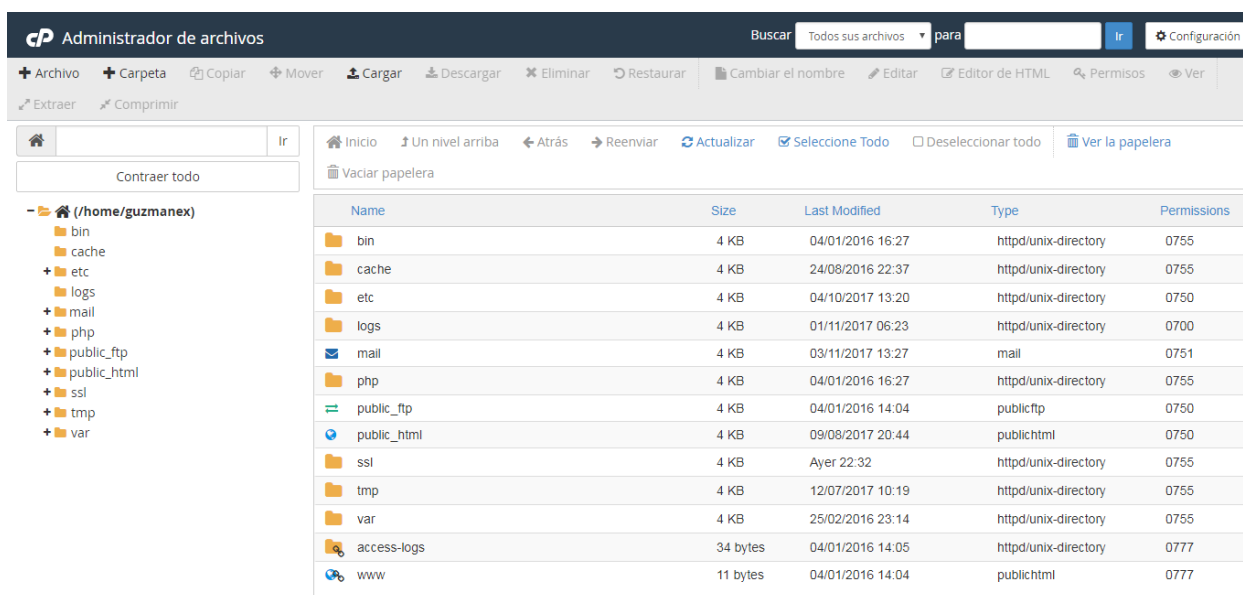 cP Administrador de archivos Buscar Todos sus archivos para Ir Configuración
Archivo Carpeta Copiar Mover Cargar Descargar Eliminar Restaurar Cambiar el nombre Editar Editor de HTML Permisos Ver
Extraer Comprimir
Ir Inicio Un nivel arriba Atrás Reenviar Actualizar Seleccione Todo Deseleccionar todo Ver la papelera
Contraer todo Vaciar papelera
(/home/guzmanex)
bin
cache
etc
logs
mail
php
public_ftp
public_html
ssl
tmp
var
Name Size Last Modified Type Permissions
bin 4 KB 04/01/2016 16:27 httpd/unix-directory 0755
cache 4 KB 24/08/2016 22:37 httpd/unix-directory 0755
etc 4 KB 04/10/2017 13:20 httpd/unix-directory 0750
logs 4 KB 01/11/2017 06:23 httpd/unix-directory 0700
mail 4 KB 03/11/2017 13:27 mail 0751
php 4 KB 04/01/2016 16:27 httpd/unix-directory 0755
public_ftp 4 KB 04/01/2016 14:04 publicftp 0750
public_html 4 KB 09/08/2017 20:44 publichtml 0750
ssl 4 KB Ayer 22:32 httpd/unix-directory 0755
tmp 4 KB 12/07/2017 10:19 httpd/unix-directory 0755
var 4 KB 25/02/2016 23:14 httpd/unix-directory 0755
access-logs 34 bytes 04/01/2016 14:05 httpd/unix-directory 0777
www 11 bytes 04/01/2016 14:04 publichtml 0777